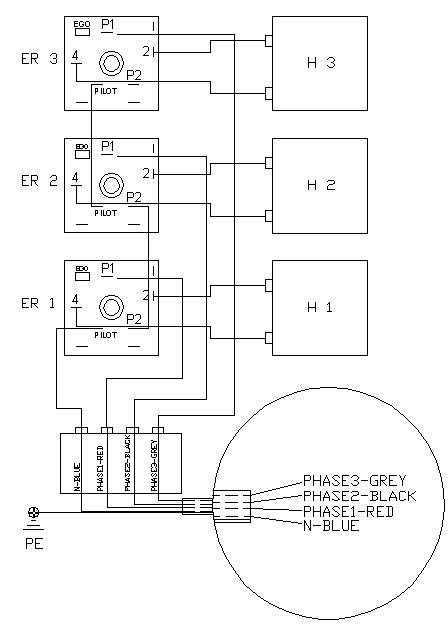 EGO P1 |
ER 3 4 2 H 3
P2
PILOT
EGO P1 |
ER 2 4 2 H 2
P2
PILOT
EGO P1 |
ER 1 4 2 H 1
P2
PILOT
N-BLUE
PHASE1-RED
PHASE2-BLACK
PHASE3-GREY
PHASE3-GREY
PHASE2-BLACK
PHASE1-RED
N-BLUE
PE